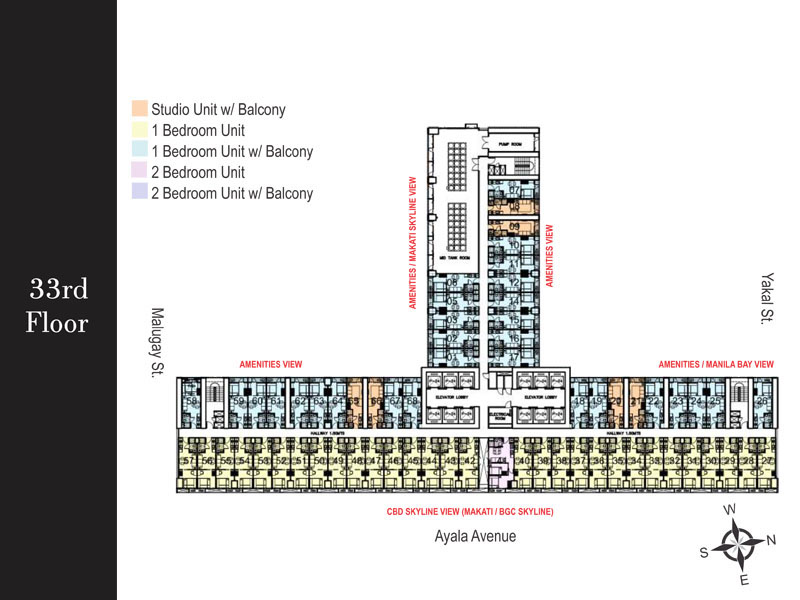 33rd
Floor
Studio Unit w/ Balcony
1 Bedroom Unit
1 Bedroom Unit w/ Balcony
2 Bedroom Unit
2 Bedroom Unit w/ Balcony
PUMP ROOM
07
08
09
10
11
MID TANK ROOM
AMENITIES / MAKATI SKYLINE VIEW
AMENITIES VIEW
06 12
05 14
03 15
02 16
01 17
Malugay St.
Yakal St.
AMENITIES VIEW
AMENITIES / MANILA BAY VIEW
ELEVATOR LOBBY
ELEVATOR LOBBY
ELECTRICAL
ROOM
58 59 60 61 62 63 64 65 66 67 68 18 19 20 21 22 23 24 25 26
HALLWAY 1.50MTS
HALLWAY 1.50MTS
57 56 55 54 53 52 51 50 49 48 47 46 45 44 43 42 41 40 39 38 37 36 35 34 33 32 31 30 29 28 27
CBD SKYLINE VIEW (MAKATI / BGC SKYLINE)
Ayala Avenue
W
N
S
E